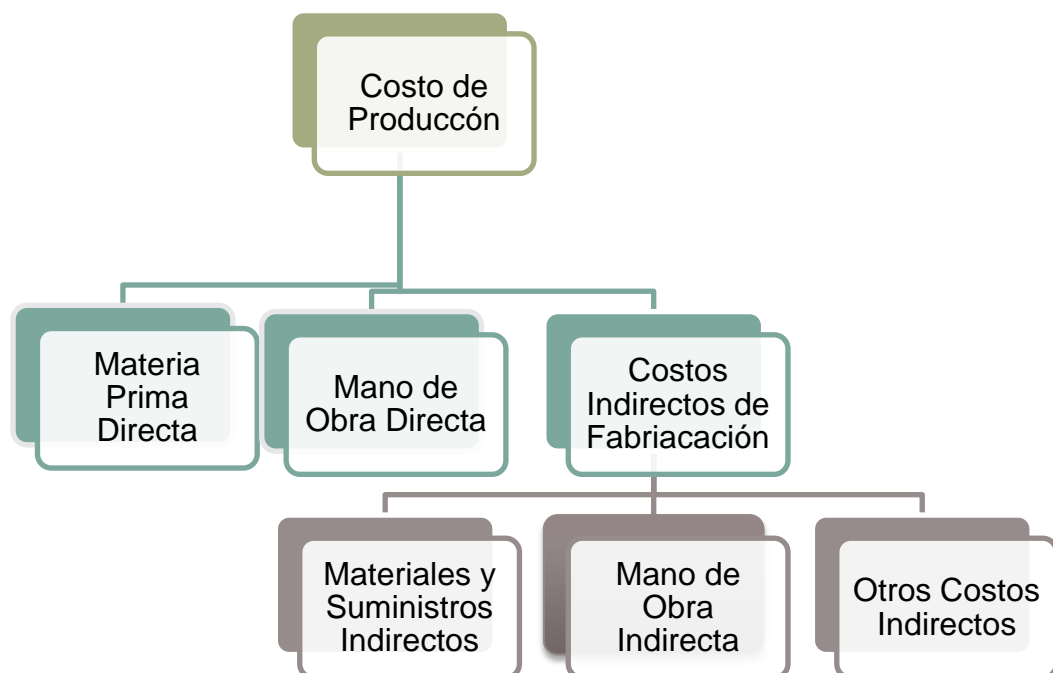 Costo de
Produccón
Materia
Prima
Directa
Mano de
Obra Directa
Costos
Indirectos de
Fabriacación
Materiales y
Suministros
Indirectos
Mano de
Obra
Indirecta
Otros Costos
Indirectos